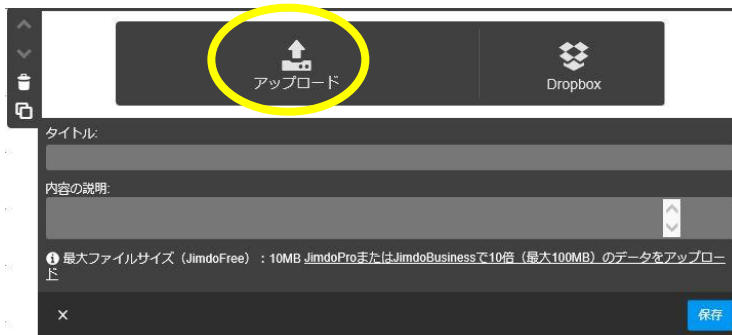 アップロード
Dropbox
タイトル:
内容の説明:
最大ファイルサイズ（JimdoFree）：10MB JimdoProまたはJimdoBusinessで10倍（最大100MB）のデータをアップロー
ド
保存